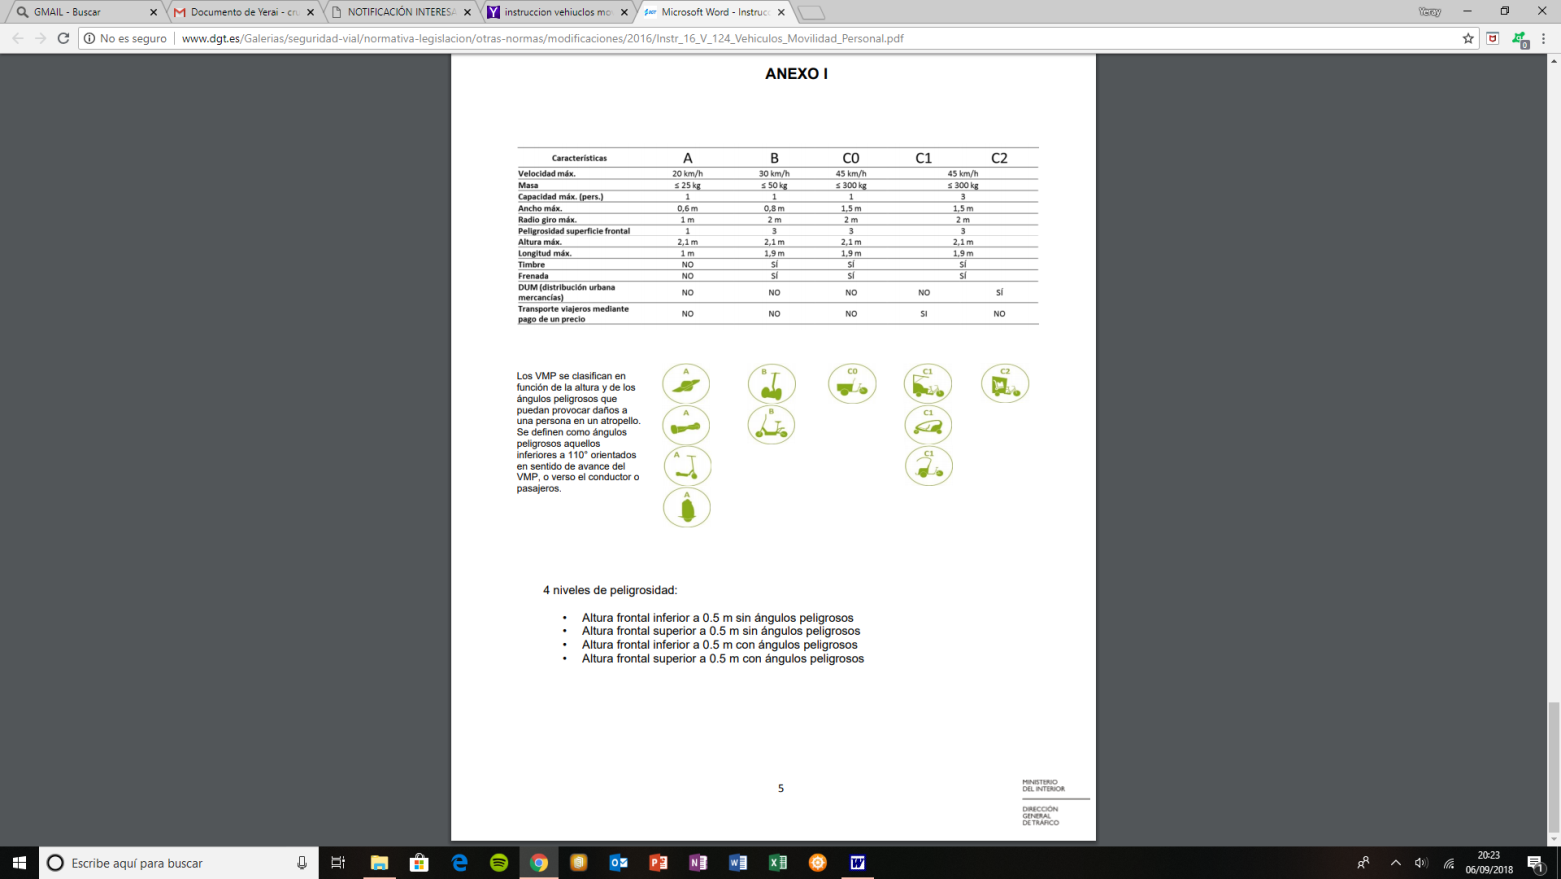 GMAIL - Buscar
Documento de Yerai - cru
NOTIFICACIÓN INTERESA
instruccion vehiuclos mo
Microsoft Word - Instrucc
Yeray
No es seguro | www.dgt.es/Galerias/seguridad-vial/normativa-legislacion/otras-normas/modificaciones/2016/Instr_16_V_124_Vehiculos_Movilidad_Personal.pdf
0
ANEXO I
Características A B C0 C1 C2
Velocidad máx. 20 km/h 30 km/h 45 km/h 45 km/h
Masa ≤ 25 kg ≤ 50 kg ≤ 300 kg ≤ 300 kg
Capacidad máx. (pers.) 1 1 1 3
Ancho máx. 0,6 m 0,8 m 1,5 m 1,5 m
Radio giro máx. 1 m 2 m 2 m 2 m
Peligrosidad superficie frontal 1 3 3 3
Altura máx. 2,1 m 2,1 m 2,1 m 2,1 m
Longitud máx. 1 m 1,9 m 1,9 m 1,9 m
Timbre NO SÍ SÍ SÍ
Frenada NO SÍ SÍ SÍ
DUM (distribución urbana
mercancías) NO NO NO NO SÍ
Transporte viajeros mediante
pago de un precio NO NO NO SI NO
Los VMP se clasifican en
función de la altura y de los
ángulos peligrosos que
puedan provocar daños a
una persona en un atropello.
Se definen como ángulos
peligrosos aquellos
inferiores a 110° orientados
en sentido de avance del
VMP, o verso el conductor o
pasajeros.
A B C0 C1 C2
A B C1
A C1
A
4 niveles de peligrosidad:
• Altura frontal inferior a 0.5 m sin ángulos peligrosos
• Altura frontal superior a 0.5 m sin ángulos peligrosos
• Altura frontal inferior a 0.5 m con ángulos peligrosos
• Altura frontal superior a 0.5 m con ángulos peligrosos
5
MINISTERIO
DEL INTERIOR
DIRECCIÓN
GENERAL
DE TRÁFICO
Escribe aquí para buscar
20:23
06/09/2018
1